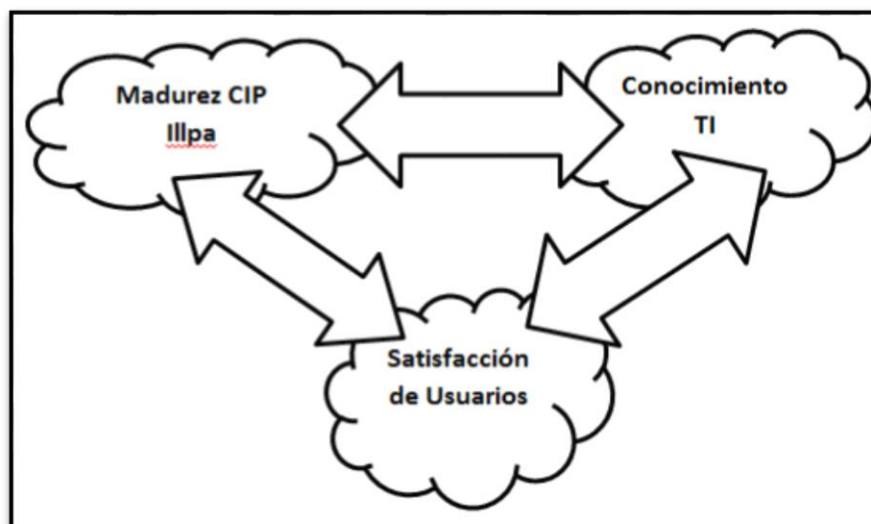 Madurez CIP
Illpa
Conocimiento
TI
Satisfacción
de Usuarios